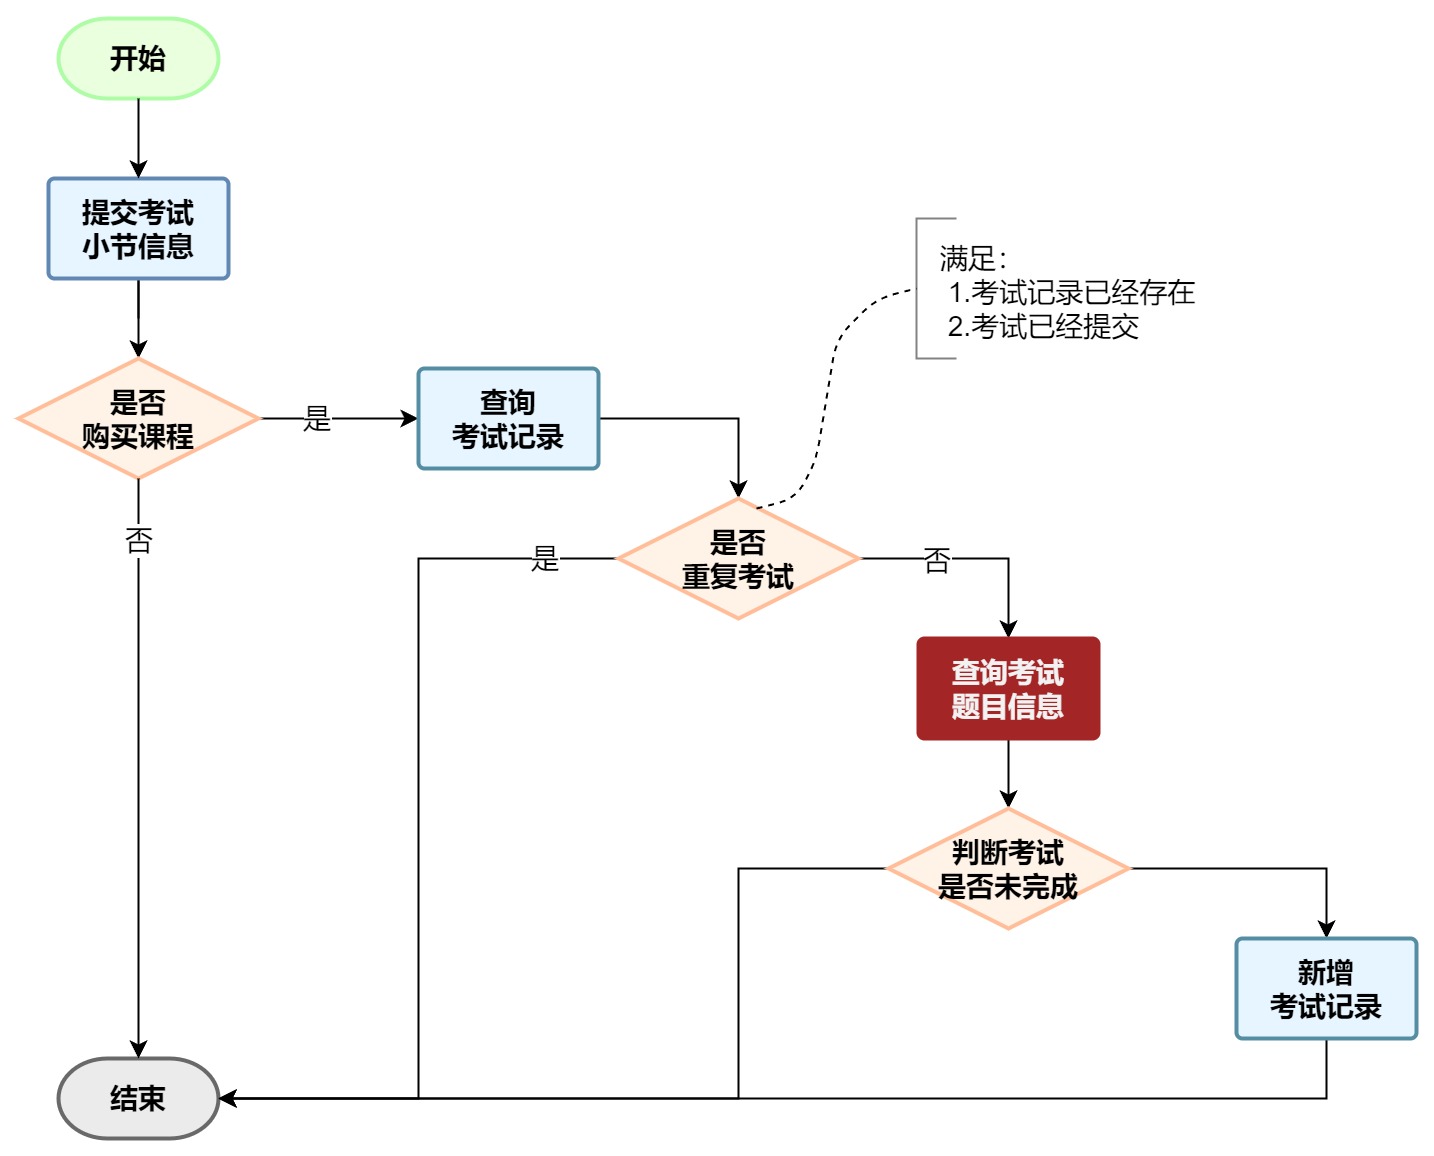 开始
提交考试
小节信息
满足：
1.考试记录已经存在
2.考试已经提交
是否
购买课程
是
查询
考试记录
否
是
是否
重复考试
否
查询考试
题目信息
判断考试
是否未完成
新增
考试记录
结束